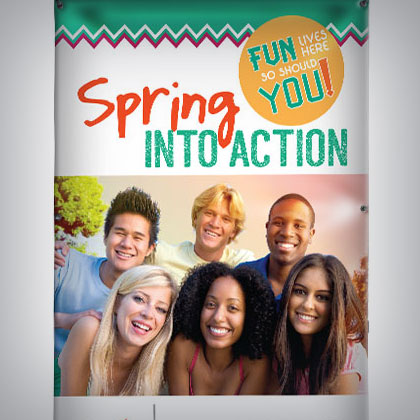 FUN LIVES
HERE
SO SHOULD
YOU!
Spring
INTO ACTION